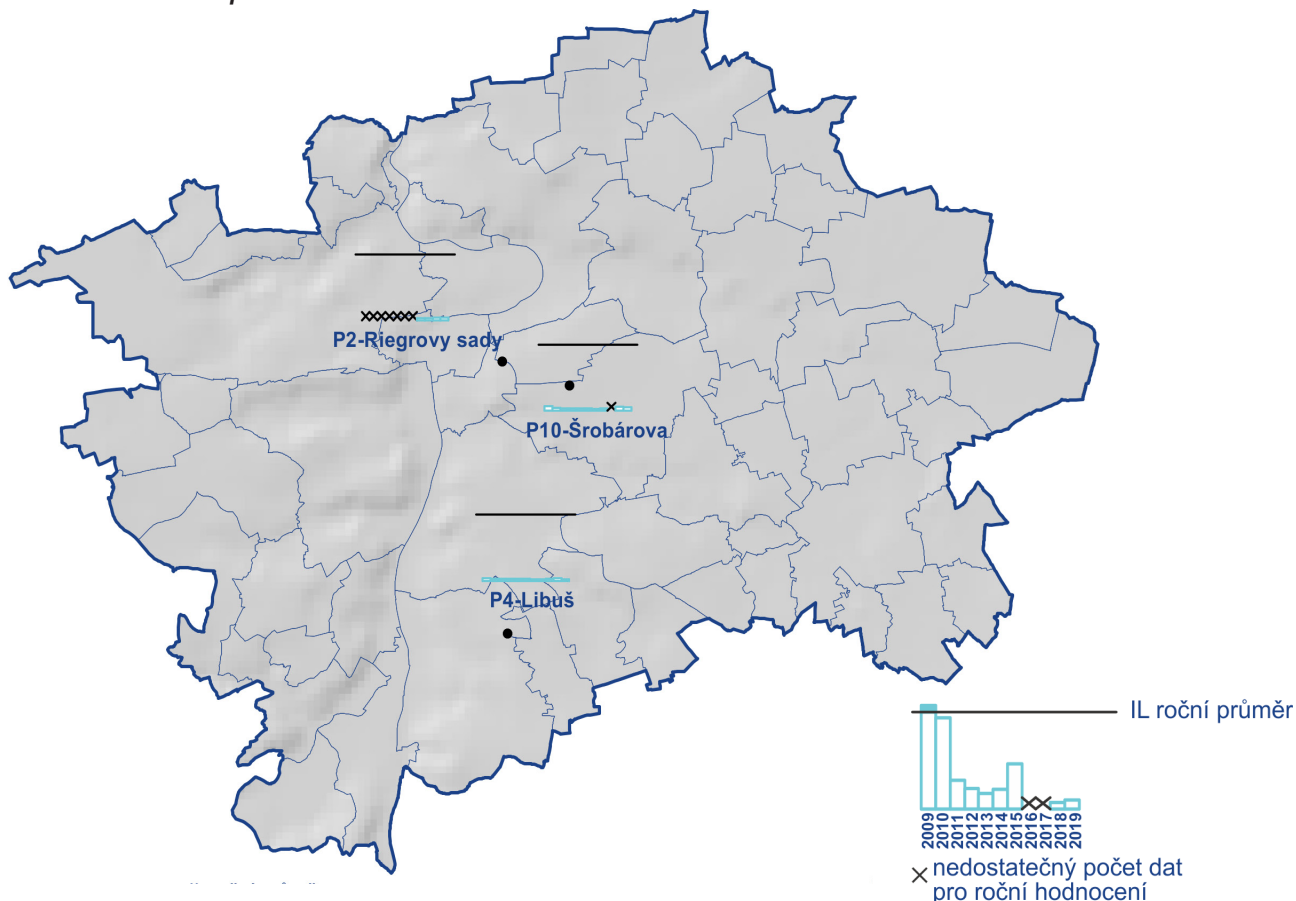 P2-Riegrovy sady
P10-Šrobárova
P4-Libuš
IL roční průměr
2009
2010
2011
2012
2013
2014
2015
2016
2017
2018
2019
nedostatečný počet dat
pro roční hodnocení